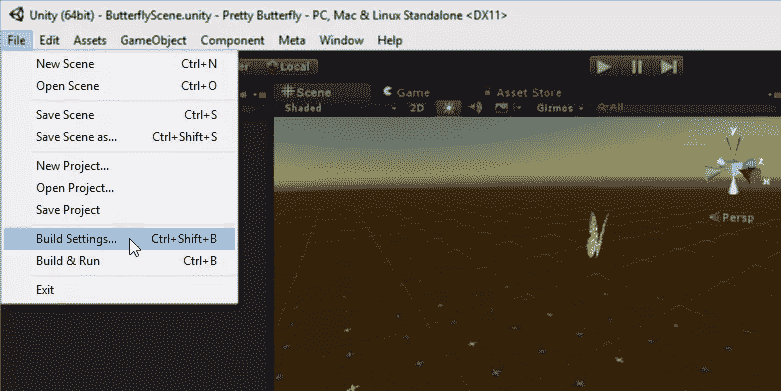 Unity (64bit) - ButterflyScene.unity - Pretty Butterfly - PC, Mac & Linux Standalone <DX11>
File Edit Assets GameObject Component Meta Window Help
New Scene Ctrl+N
Open Scene Ctrl+O
Save Scene Ctrl+S
Save Scene as... Ctrl+Shift+S
New Project...
Open Project...
Save Project
Build Settings... Ctrl+Shift+B
Build & Run Ctrl+B
Exit
Local
Scene Game Asset Store
Shaded 2D Gizmos All
y
z
x
Persp